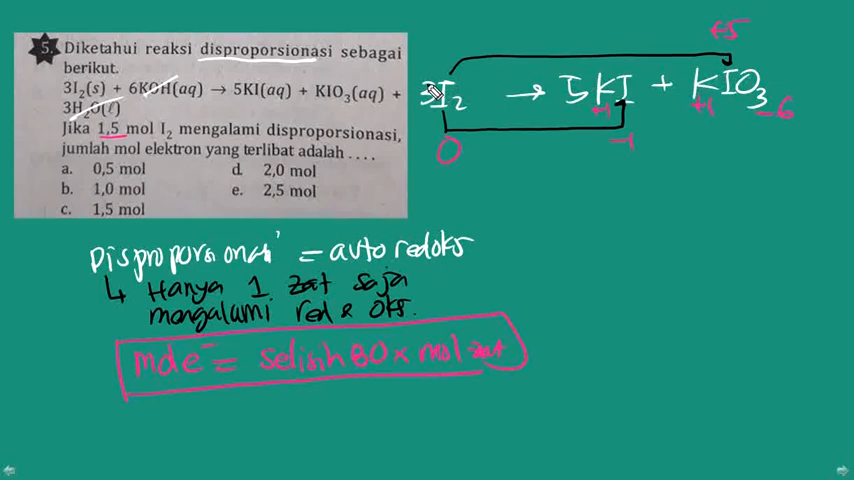 5. Diketahui reaksi disproporsionasi sebagai
berikut.
3I₂(s) + 6KOH(aq) → 5KI(aq) + KIO₃(aq) +
3H₂O(ℓ)
Jika 1,5 mol I₂ mengalami disproporsionasi,
jumlah mol elektron yang terlibat adalah ....
a. 0,5 mol d. 2,0 mol
b. 1,0 mol e. 2,5 mol
c. 1,5 mol
+5
3I₂ → 5KI + KIO₃
+1 +1 -6
0 -1
Disproporsionasi = autoredoks
↳ Hanya 1 zat saja
mengalami red & oks.
mde⁻ = selisih BO x mol zat